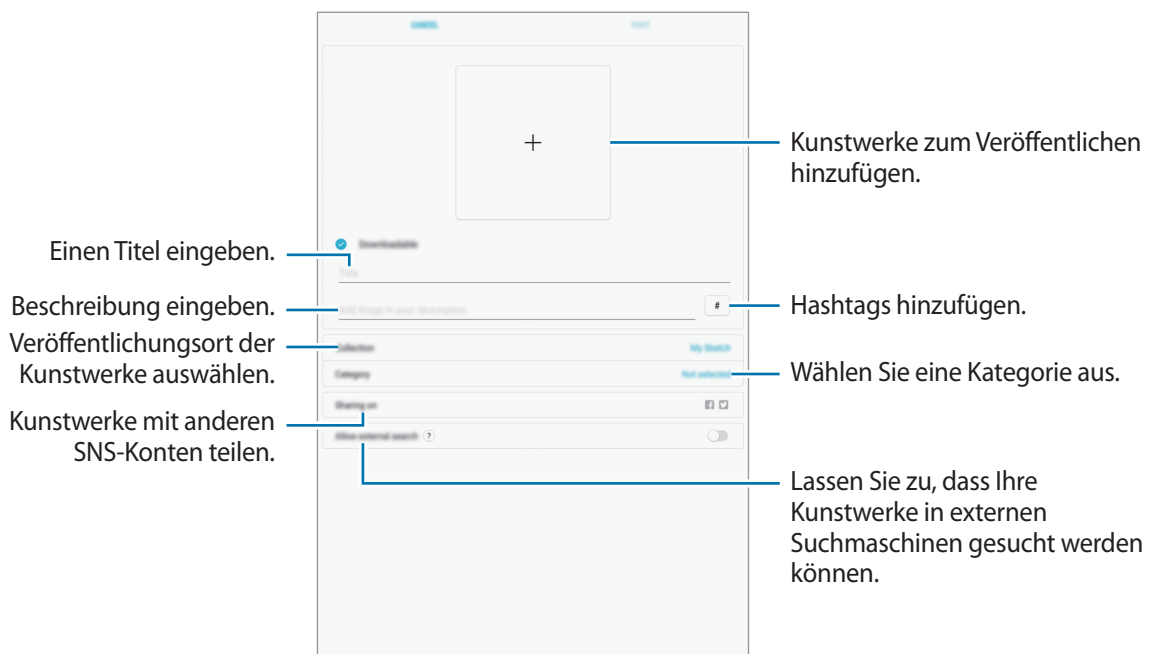 CANCEL
POST
+
Kunstwerke zum Veröffentlichen
hinzufügen.
Downloadable
Einen Titel eingeben.
Title
Beschreibung eingeben.
#
Hashtags hinzufügen.
Veröffentlichungsort der
Kunstwerke auswählen.
Collection
My Sketch
Category
Not selected
Wählen Sie eine Kategorie aus.
Kunstwerke mit anderen
SNS-Konten teilen.
Sharing on
Allow external search ?
Lassen Sie zu, dass Ihre
Kunstwerke in externen
Suchmaschinen gesucht werden
können.